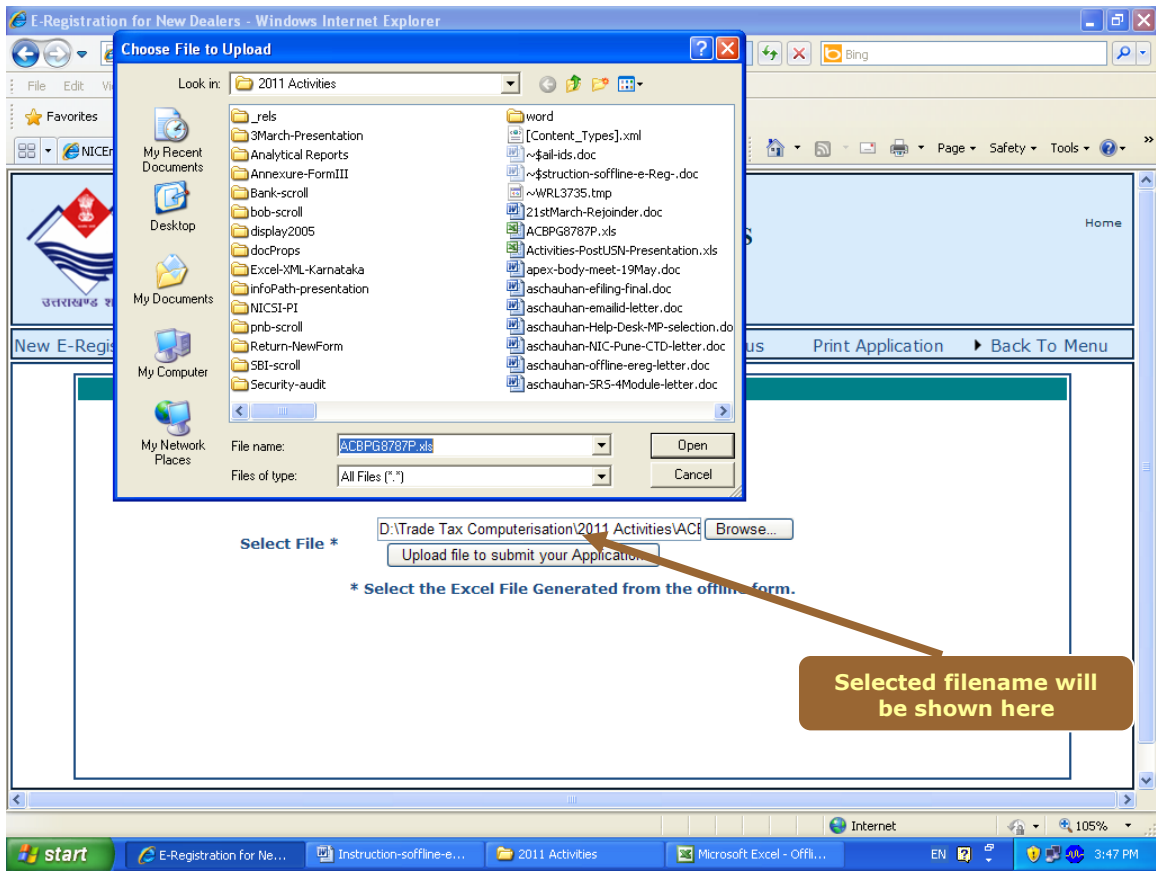 E-Registration for New Dealers - Windows Internet Explorer
Choose File to Upload
Bing
File Edit
Look in:
2011 Activities
Favorites
My Recent
Documents
Desktop
My Documents
My Computer
My Network
Places
_rels
3March-Presentation
Analytical Reports
Annexure-FormIII
Bank-scroll
bob-scroll
display2005
docProps
Excel-XML-Karnataka
infoPath-presentation
NICSI-PI
pnb-scroll
Return-NewForm
SBI-scroll
Security-audit
word
[Content_Types].xml
~$ail-ids.doc
~$struction-soffline-e-Reg-.doc
~WRL3735.tmp
21stMarch-Rejoinder.doc
ACBPG8787P.xls
Activities-PostUSN-Presentation.xls
apex-body-meet-19May.doc
aschauhan-efiling-final.doc
aschauhan-emailid-letter.doc
aschauhan-Help-Desk-MP-selection.do
aschauhan-NIC-Pune-CTD-letter.doc
aschauhan-offline-ereg-letter.doc
aschauhan-SRS-4Module-letter.doc
File name:
ACBPG8787P.xls
Open
Files of type:
All Files (*.*)
Cancel
Page Safety Tools
Home
उत्तराखण्ड
New E-Regis
us Print Application Back To Menu
Select File *
D:\Trade Tax Computerisation\2011 Activities\ACB
Browse...
Upload file to submit your Application
* Select the Excel File Generated from the offline form.
Selected filename will
be shown here
Internet
105%
start
E-Registration for Ne...
Instruction-soffline-e...
2011 Activities
Microsoft Excel - Offli...
EN
3:47 PM